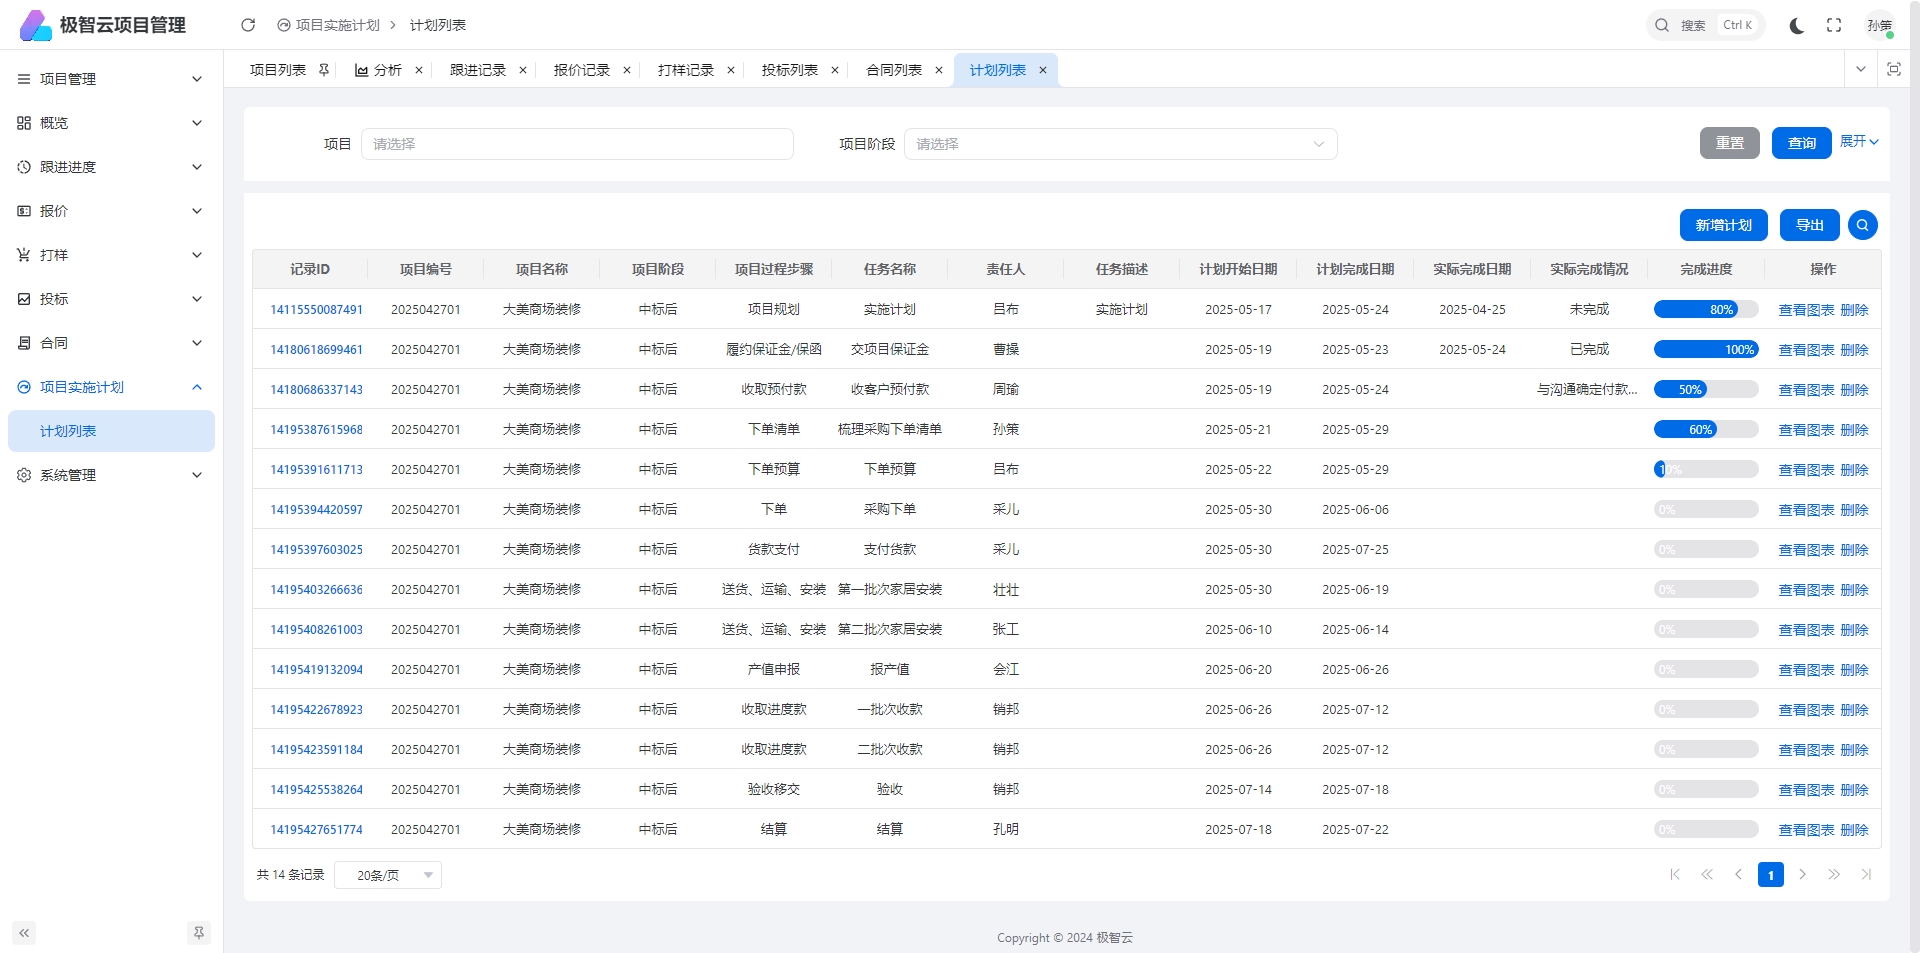 极智云项目管理
项目实施计划 > 计划列表
搜索 Ctrl K
孙策
项目管理
概览
跟进进度
报价
打样
投标
合同
项目实施计划
计划列表
系统管理
项目列表 分析 跟进记录 报价记录 打样记录 投标列表 合同列表 计划列表
项目 请选择 项目阶段 请选择 重置 查询 展开
新增计划 导出
记录ID 项目编号 项目名称 项目阶段 项目过程步骤 任务名称 责任人 任务描述 计划开始日期 计划完成日期 实际完成日期 实际完成情况 完成进度 操作
14115550087491 2025042701 大美商场装修 中标后 项目规划 实施计划 吕布 实施计划 2025-05-17 2025-05-24 2025-04-25 未完成 80% 查看图表 删除
14180618699461 2025042701 大美商场装修 中标后 履约保证金/保函 交项目保证金 曹操 2025-05-19 2025-05-23 2025-05-24 已完成 100% 查看图表 删除
14180686337143 2025042701 大美商场装修 中标后 收取预付款 收客户预付款 周瑜 2025-05-19 2025-05-24 与沟通确定付款... 50% 查看图表 删除
14195387615968 2025042701 大美商场装修 中标后 下单清单 梳理采购下单清单 孙策 2025-05-21 2025-05-29 60% 查看图表 删除
14195391611713 2025042701 大美商场装修 中标后 下单预算 下单预算 吕布 2025-05-22 2025-05-29 10% 查看图表 删除
14195394420597 2025042701 大美商场装修 中标后 下单 采购下单 采儿 2025-05-30 2025-06-06 0% 查看图表 删除
14195397603025 2025042701 大美商场装修 中标后 货款支付 支付货款 采儿 2025-05-30 2025-07-25 0% 查看图表 删除
14195403266636 2025042701 大美商场装修 中标后 送货、运输、安装 第一批次家居安装 壮壮 2025-05-30 2025-06-19 0% 查看图表 删除
14195408261003 2025042701 大美商场装修 中标后 送货、运输、安装 第二批次家居安装 张工 2025-06-10 2025-06-14 0% 查看图表 删除
14195419132094 2025042701 大美商场装修 中标后 产值申报 报产值 会江 2025-06-20 2025-06-26 0% 查看图表 删除
14195422678923 2025042701 大美商场装修 中标后 收取进度款 一批次收款 销邦 2025-06-26 2025-07-12 0% 查看图表 删除
14195423591184 2025042701 大美商场装修 中标后 收取进度款 二批次收款 销邦 2025-06-26 2025-07-12 0% 查看图表 删除
14195425538264 2025042701 大美商场装修 中标后 验收移交 验收 销邦 2025-07-14 2025-07-18 0% 查看图表 删除
14195427651774 2025042701 大美商场装修 中标后 结算 结算 孔明 2025-07-18 2025-07-22 0% 查看图表 删除
共 14 条记录 20条/页 1
Copyright © 2024 极智云